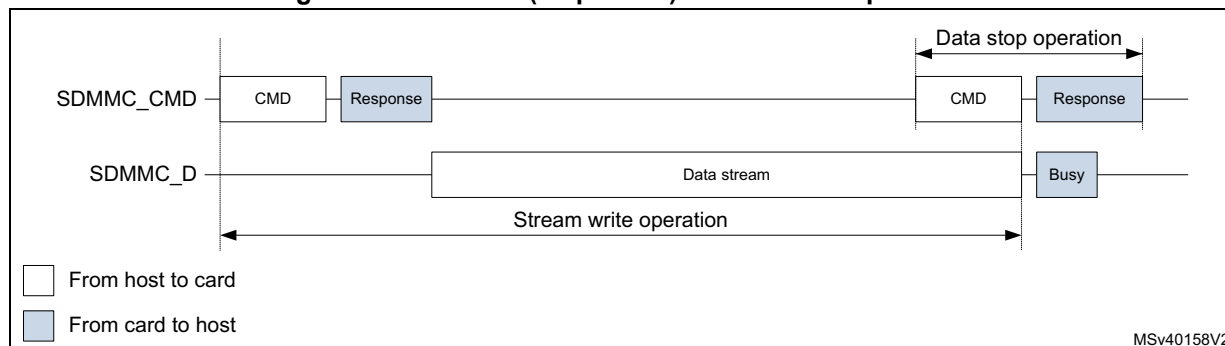 Data stop operation
SDMMC_CMD CMD Response CMD Response
SDMMC_D Data stream Busy
Stream write operation
From host to card
From card to host
MSv40158V2